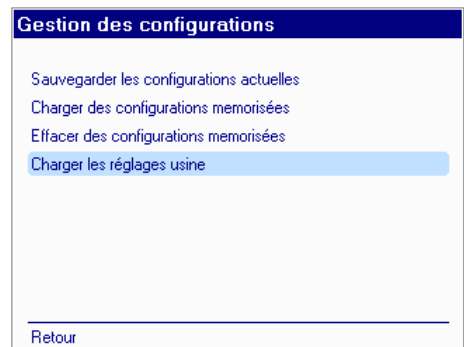 Gestion des configurations
Sauvegarder les configurations actuelles
Charger des configurations memorisées
Effacer des configurations memorisées
Charger les réglages usine
Retour